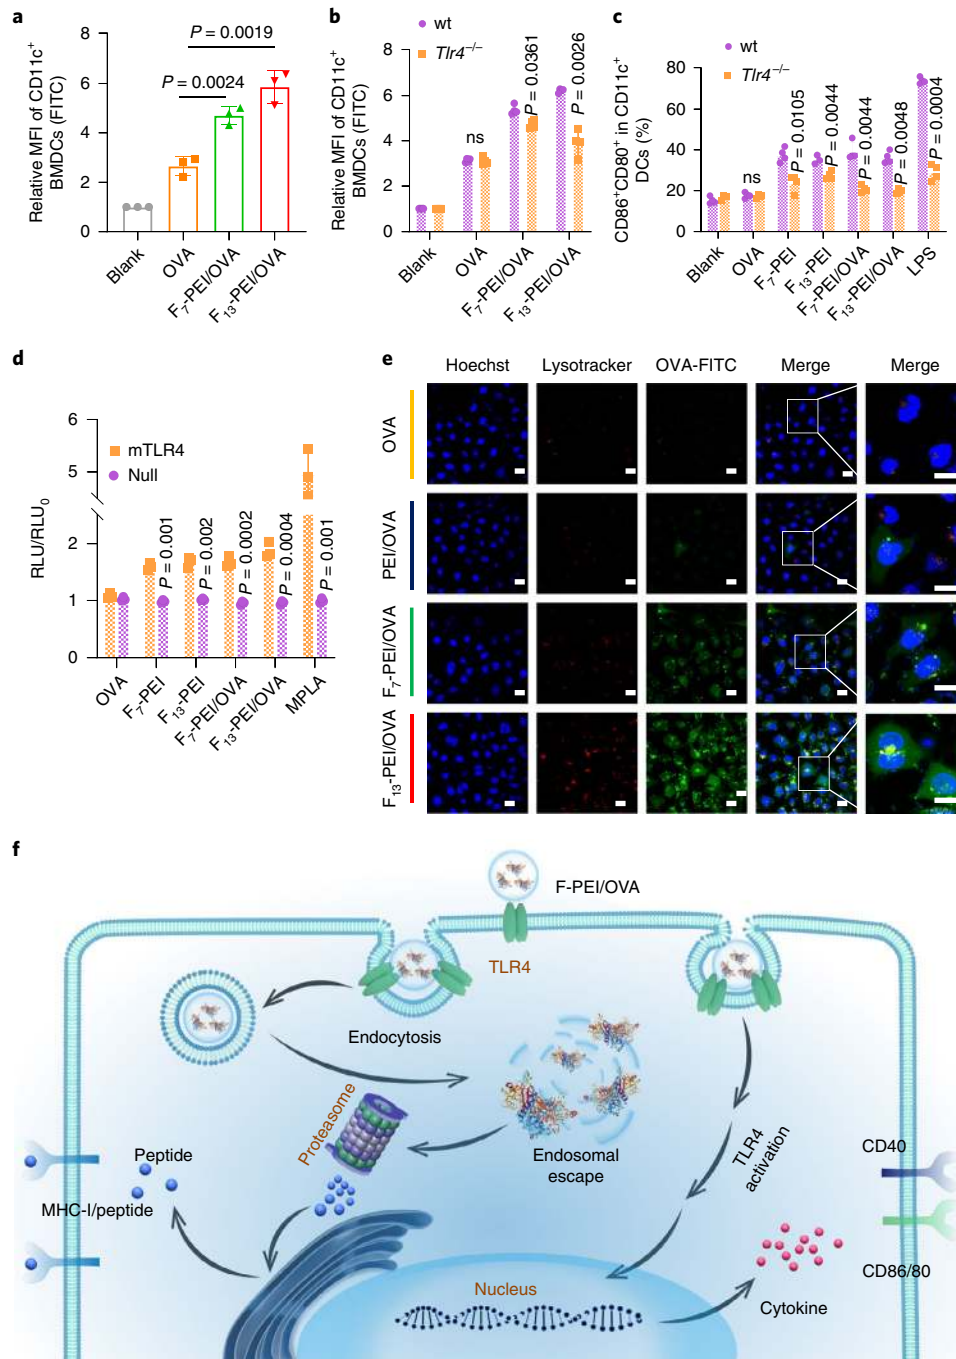 a
P = 0.0019
P = 0.0024
Relative MFI of CD11c+
BMDCs (FITC)
8
6
4
2
0
Blank
OVA
F7-PEI/OVA
F13-PEI/OVA
b
wt
Tlr4−/−
Relative MFI of CD11c+
BMDCs (FITC)
8
6
4
2
0
ns
P = 0.0361
P = 0.0026
Blank
OVA
F7-PEI/OVA
F13-PEI/OVA
c
wt
Tlr4−/−
CD86+CD80+ in CD11c+
DCs (%)
80
60
40
20
0
ns
P = 0.0105
P = 0.0044
P = 0.0044
P = 0.0048
P = 0.0004
Blank
OVA
F7-PEI
F13-PEI
F7-PEI/OVA
F13-PEI/OVA
LPS
d
mTLR4
Null
RLU/RLU0
6
5
2
1
0
P = 0.001
P = 0.002
P = 0.0002
P = 0.0004
P = 0.001
OVA
F7-PEI
F13-PEI
F7-PEI/OVA
F13-PEI/OVA
MPLA
e
Hoechst
Lysotracker
OVA-FITC
Merge
Merge
OVA
PEI/OVA
F7-PEI/OVA
F13-PEI/OVA
f
F-PEI/OVA
TLR4
Endocytosis
Proteasome
Endosomal
escape
TLR4
activation
CD40
Peptide
MHC-I/peptide
CD86/80
Nucleus
Cytokine